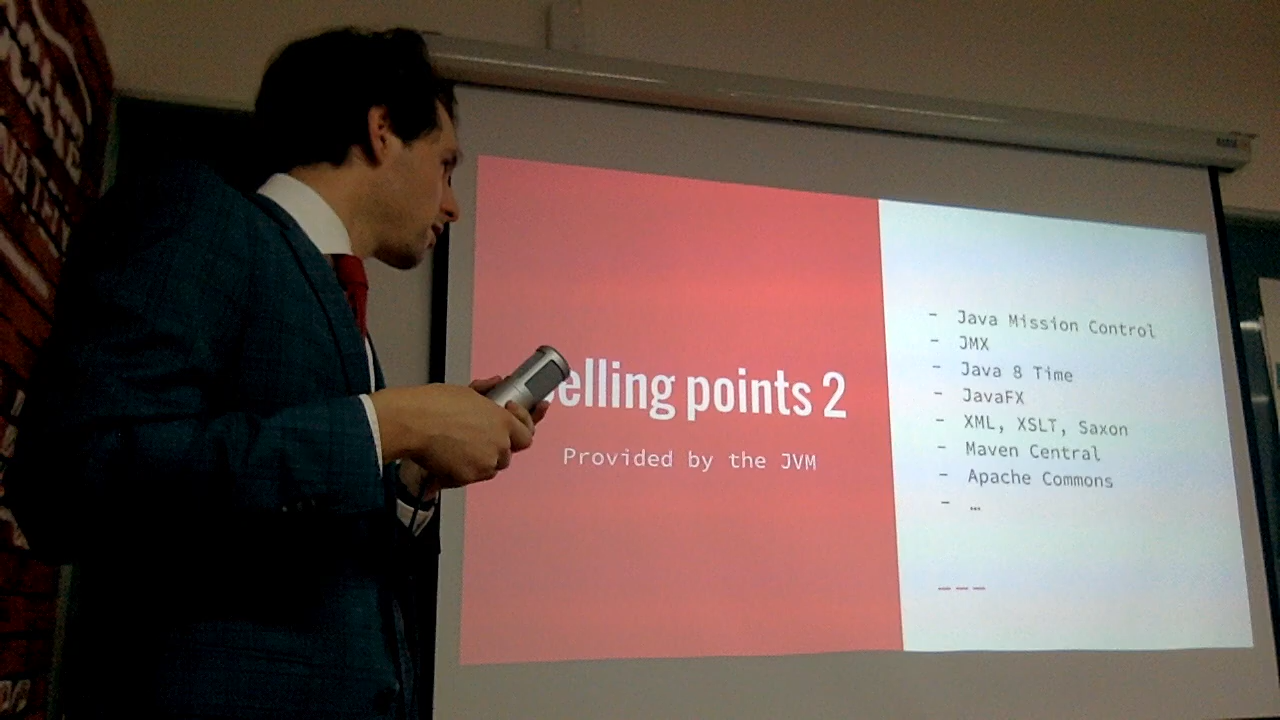 elling points 2
Provided by the JVM
- Java Mission Control
- JMX
- Java 8 Time
- JavaFX
- XML, XSLT, Saxon
- Maven Central
- Apache Commons
- …